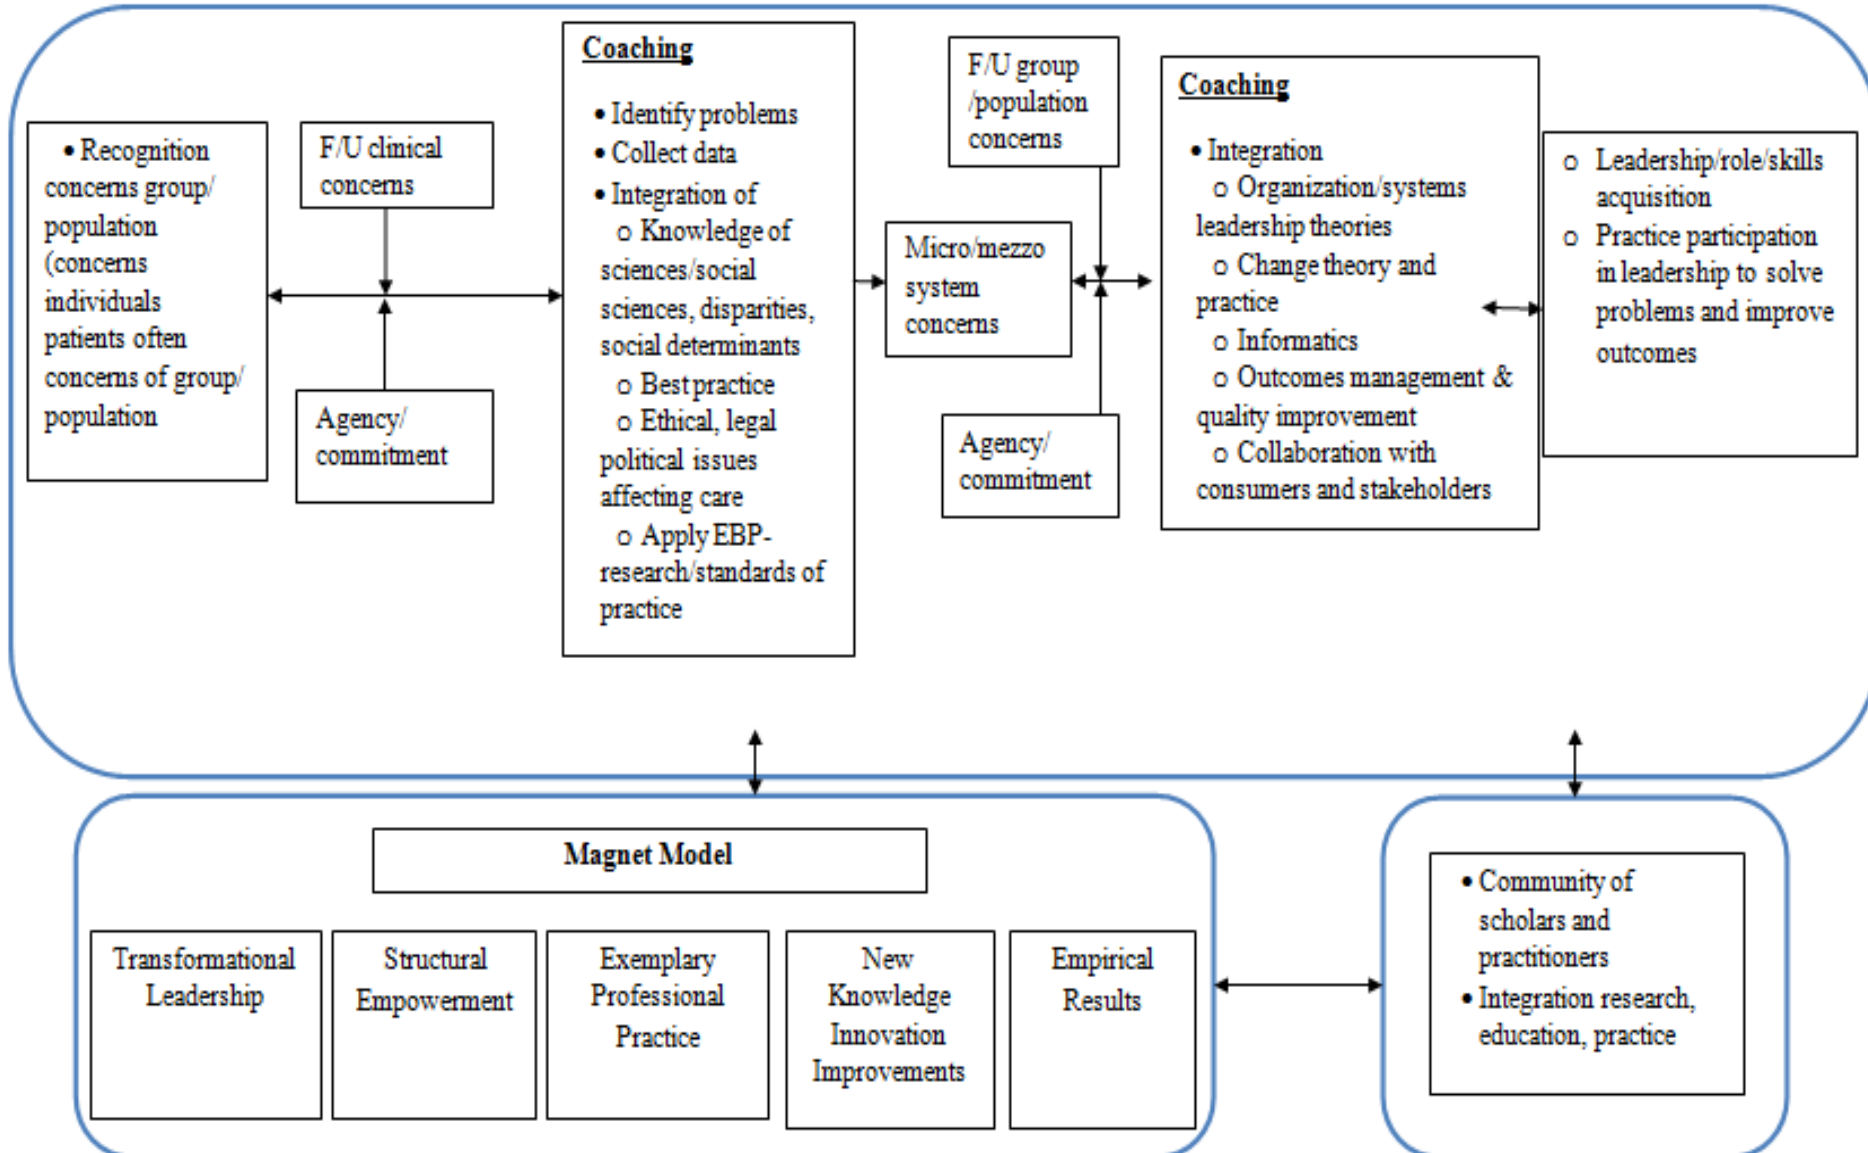 • Recognition
concerns group/
population
(concerns
individuals
patients often
concerns of group/
population
F/U clinical
concerns
Agency/
commitment
Coaching
• Identify problems
• Collect data
• Integration of
o Knowledge of
sciences/social
sciences, disparities,
social determinants
o Best practice
o Ethical, legal
political issues
affecting care
o Apply EBP-
research/standards of
practice
Micro/mezzo
system
concerns
F/U group
/population
concerns
Agency/
commitment
Coaching
• Integration
o Organization/systems
leadership theories
o Change theory and
practice
o Informatics
o Outcomes management &
quality improvement
o Collaboration with
consumers and stakeholders
o Leadership/role/skills
acquisition
o Practice participation
in leadership to solve
problems and improve
outcomes
Magnet Model
Transformational
Leadership
Structural
Empowerment
Exemplary
Professional
Practice
New
Knowledge
Innovation
Improvements
Empirical
Results
• Community of
scholars and
practitioners
• Integration research,
education, practice